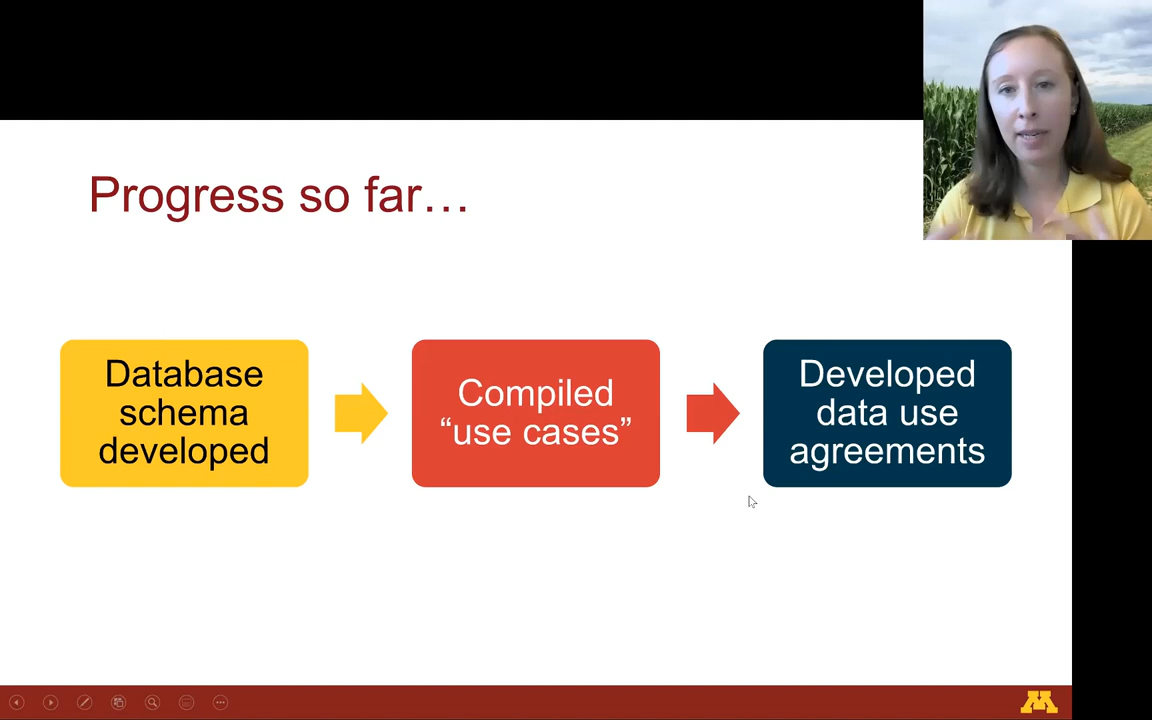 Progress so far…
Database
schema
developed
Compiled
“use cases”
Developed
data use
agreements
M